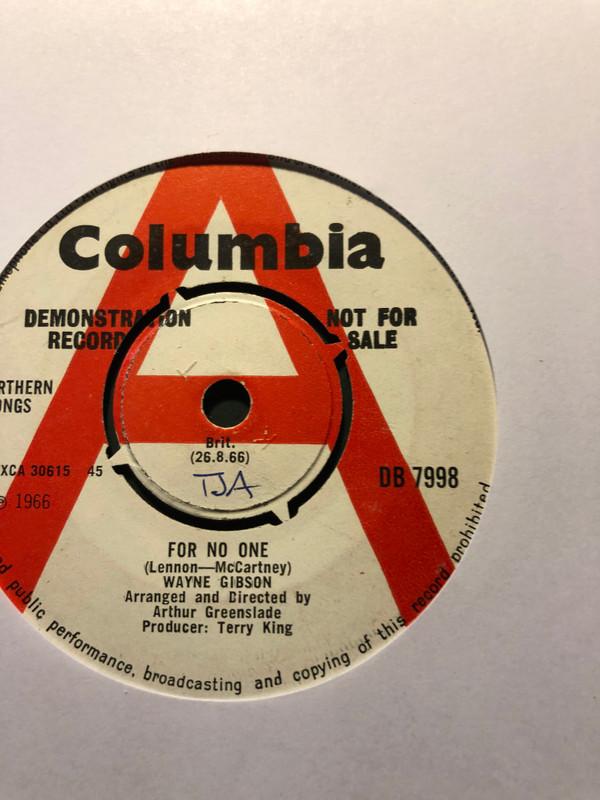 Columbia
DEMONSTRATION
RECORD
NOT FOR
SALE
RTHERN
ONGS
XCA 30615 45
℗ 1966
Brit.
(26.8.66)
TJA
DB 7998
FOR NO ONE
(Lennon—McCartney)
WAYNE GIBSON
Arranged and Directed by
Arthur Greenslade
Producer: Terry King
d public performance, broadcasting and copying of this record prohibited